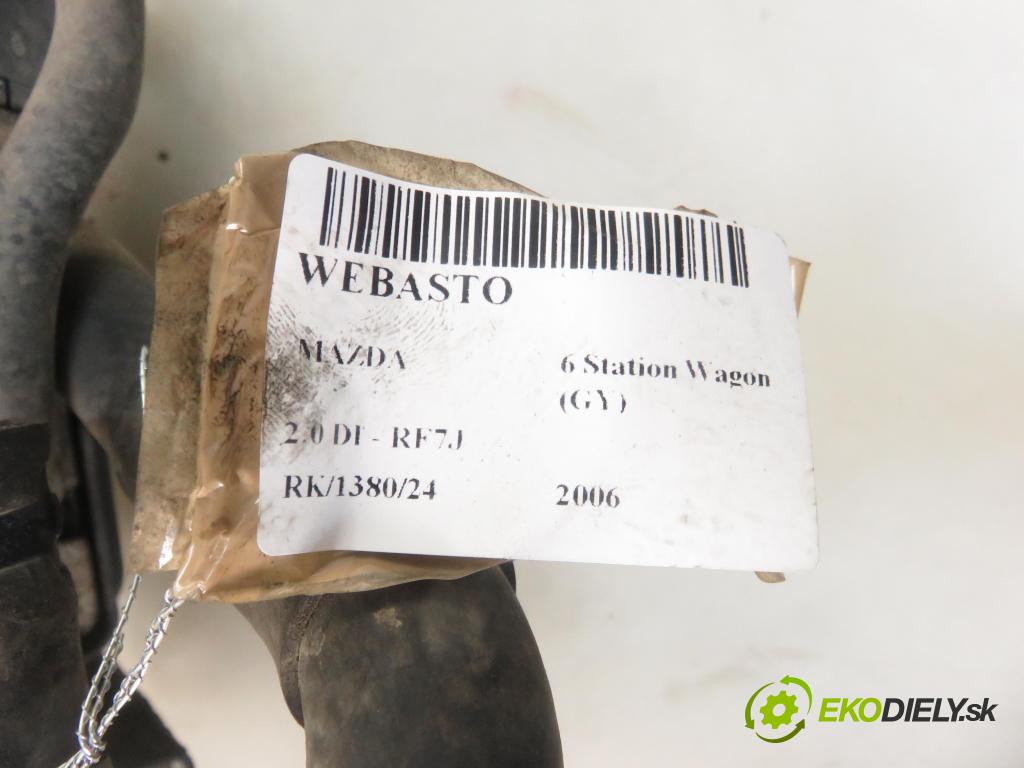 WEBASTO
MAZDA
6 Station Wagon
(GY)
2.0 DI - RF7J
RK/1380/24
2006
EKODIELY.sk